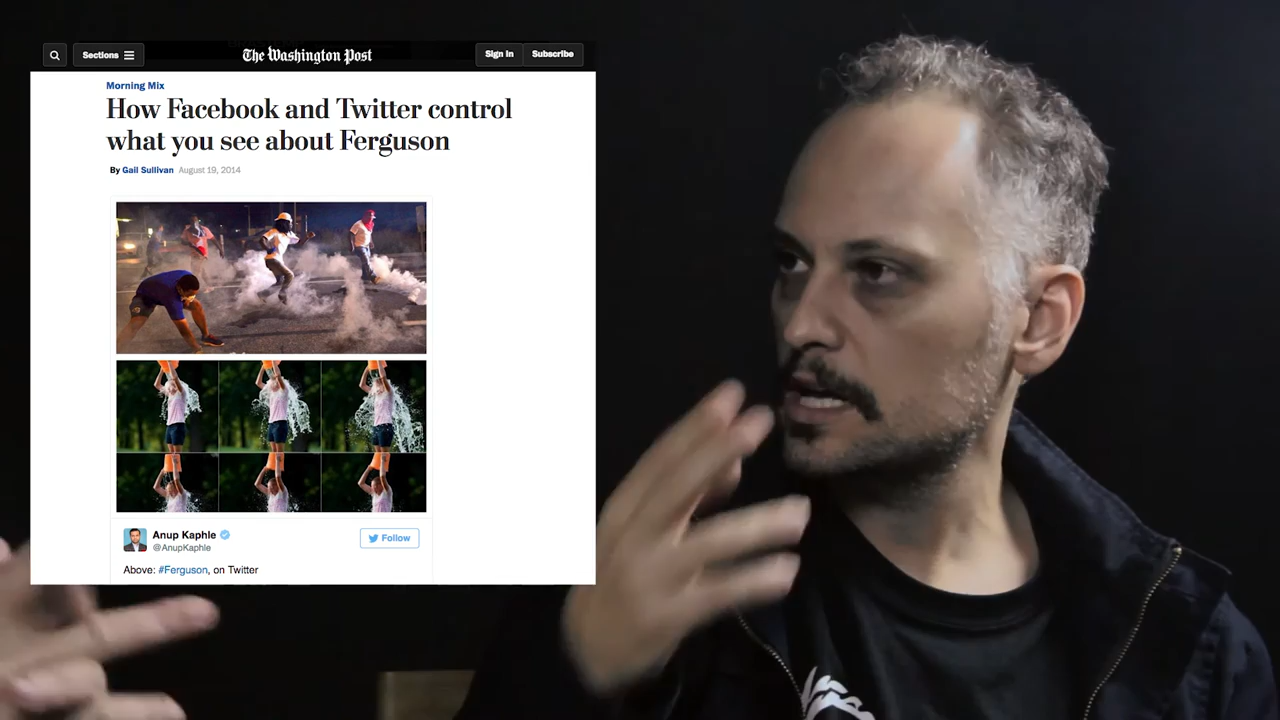 Sections
The Washington Post
Sign In
Subscribe
Morning Mix
How Facebook and Twitter control
what you see about Ferguson
By Gail Sullivan August 19, 2014
Anup Kaphle
@AnupKaphle
Follow
Above: #Ferguson, on Twitter